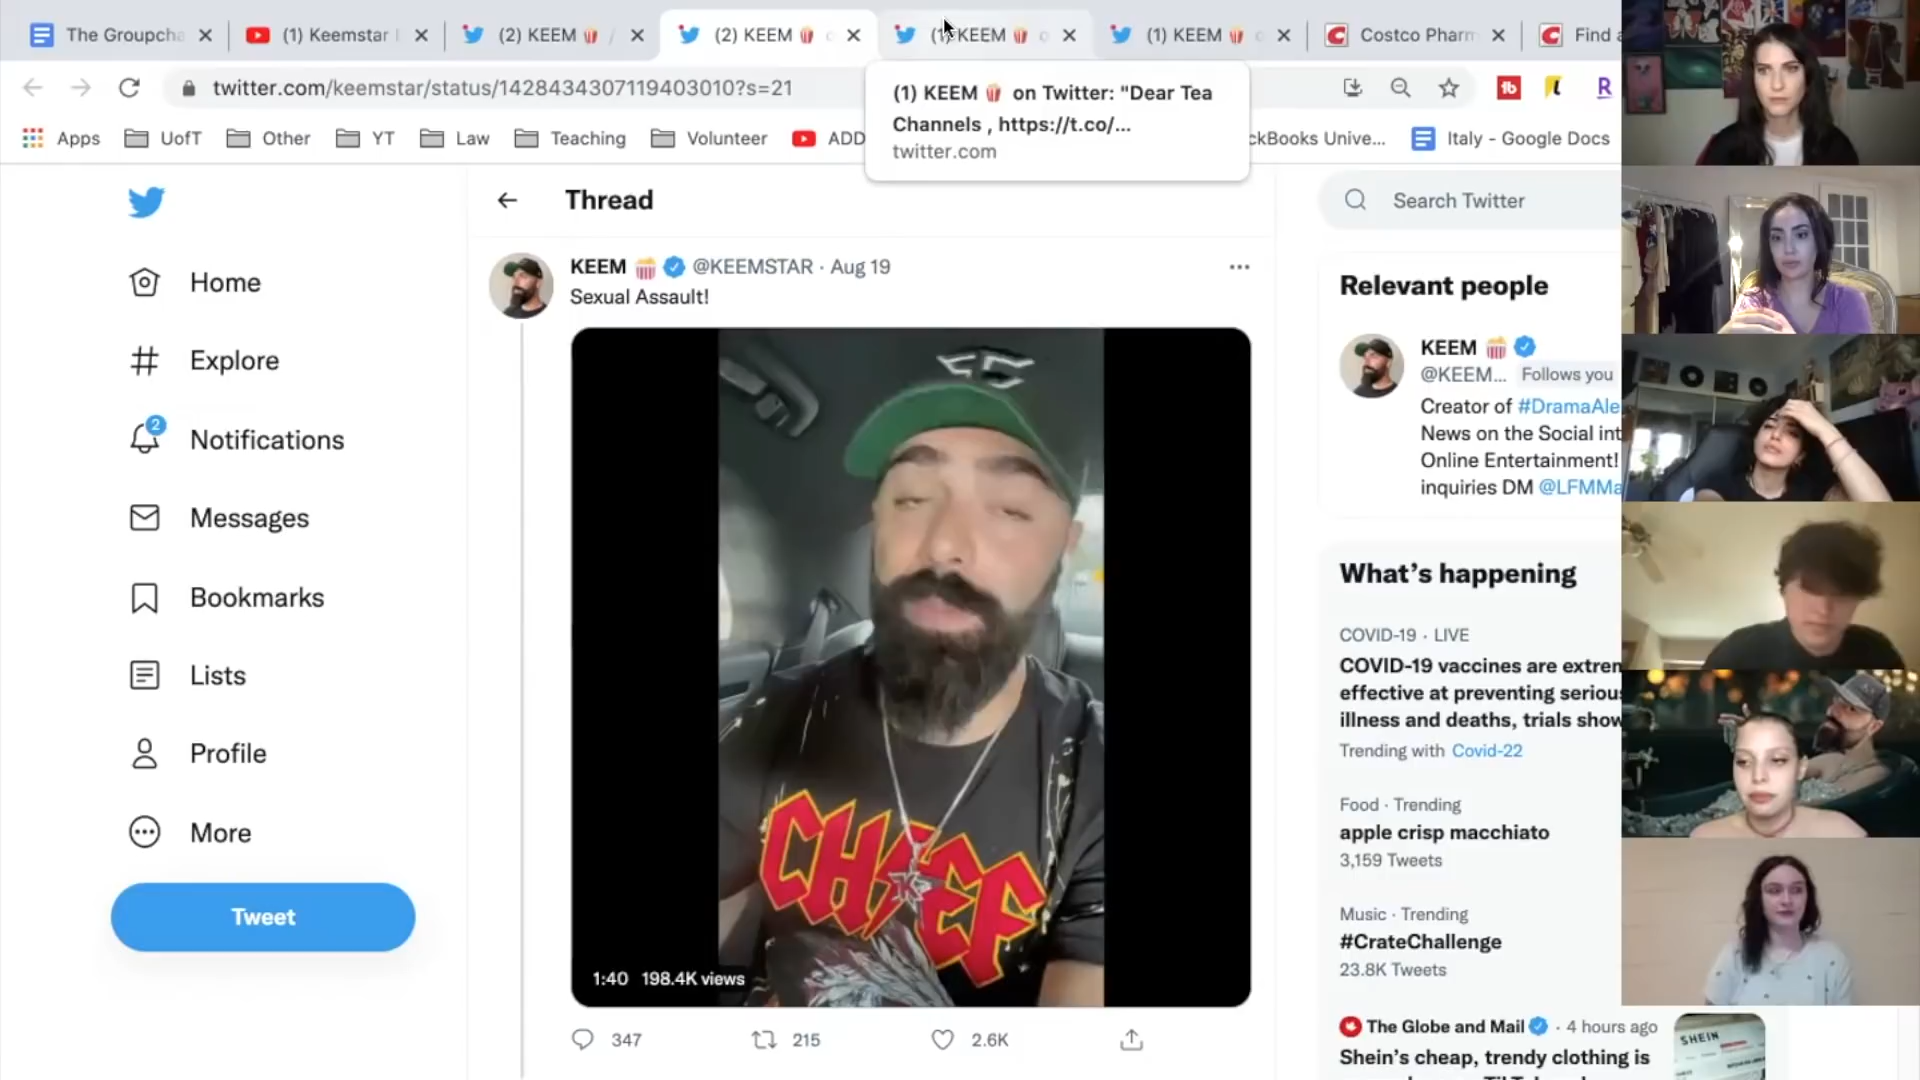 The Groupcha
(1) Keemstar
(2) KEEM 🍿
(2) KEEM 🍿
(1) KEEM 🍿
(1) KEEM 🍿
Costco Pharm
Find a
twitter.com/keemstar/status/1428434307119403010?s=21
(1) KEEM 🍿 on Twitter: "Dear Tea
Channels , https://t.co/...
twitter.com
Apps
UofT
Other
YT
Law
Teaching
Volunteer
ADD
ckBooks Unive...
Italy - Google Docs
Home
Explore
2
Notifications
Messages
Bookmarks
Lists
Profile
More
Tweet
Thread
KEEM 🍿 @KEEMSTAR · Aug 19
Sexual Assault!
CHIEF
1:40 198.4K views
347
215
2.6K
Search Twitter
Relevant people
KEEM 🍿
@KEEM... Follows you
Creator of #DramaAle
News on the Social int
Online Entertainment!
inquiries DM @LFMMa
What's happening
COVID-19 · LIVE
COVID-19 vaccines are extrem
effective at preventing serious
illness and deaths, trials show
Trending with Covid-22
Food · Trending
apple crisp macchiato
3,159 Tweets
Music · Trending
#CrateChallenge
23.8K Tweets
The Globe and Mail · 4 hours ago
Shein's cheap, trendy clothing is
SHEIN